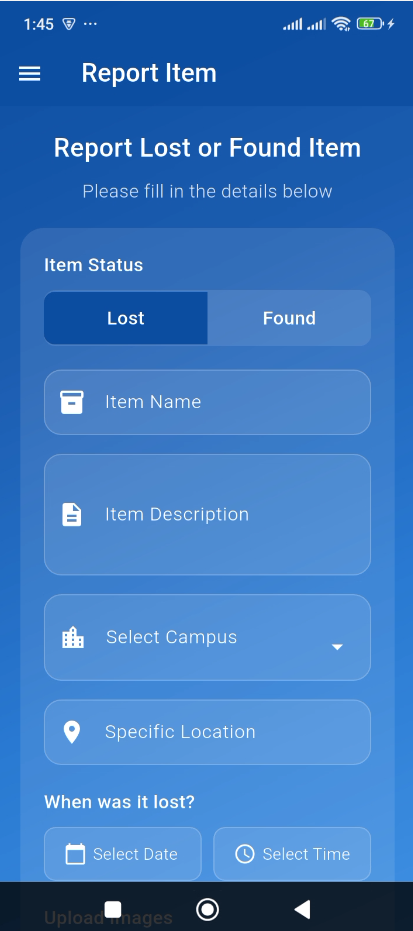 1:45 ...
67
Report Item
Report Lost or Found Item
Please fill in the details below
Item Status
Lost Found
Item Name
Item Description
Select Campus
Specific Location
When was it lost?
Select Date Select Time
Upload Images